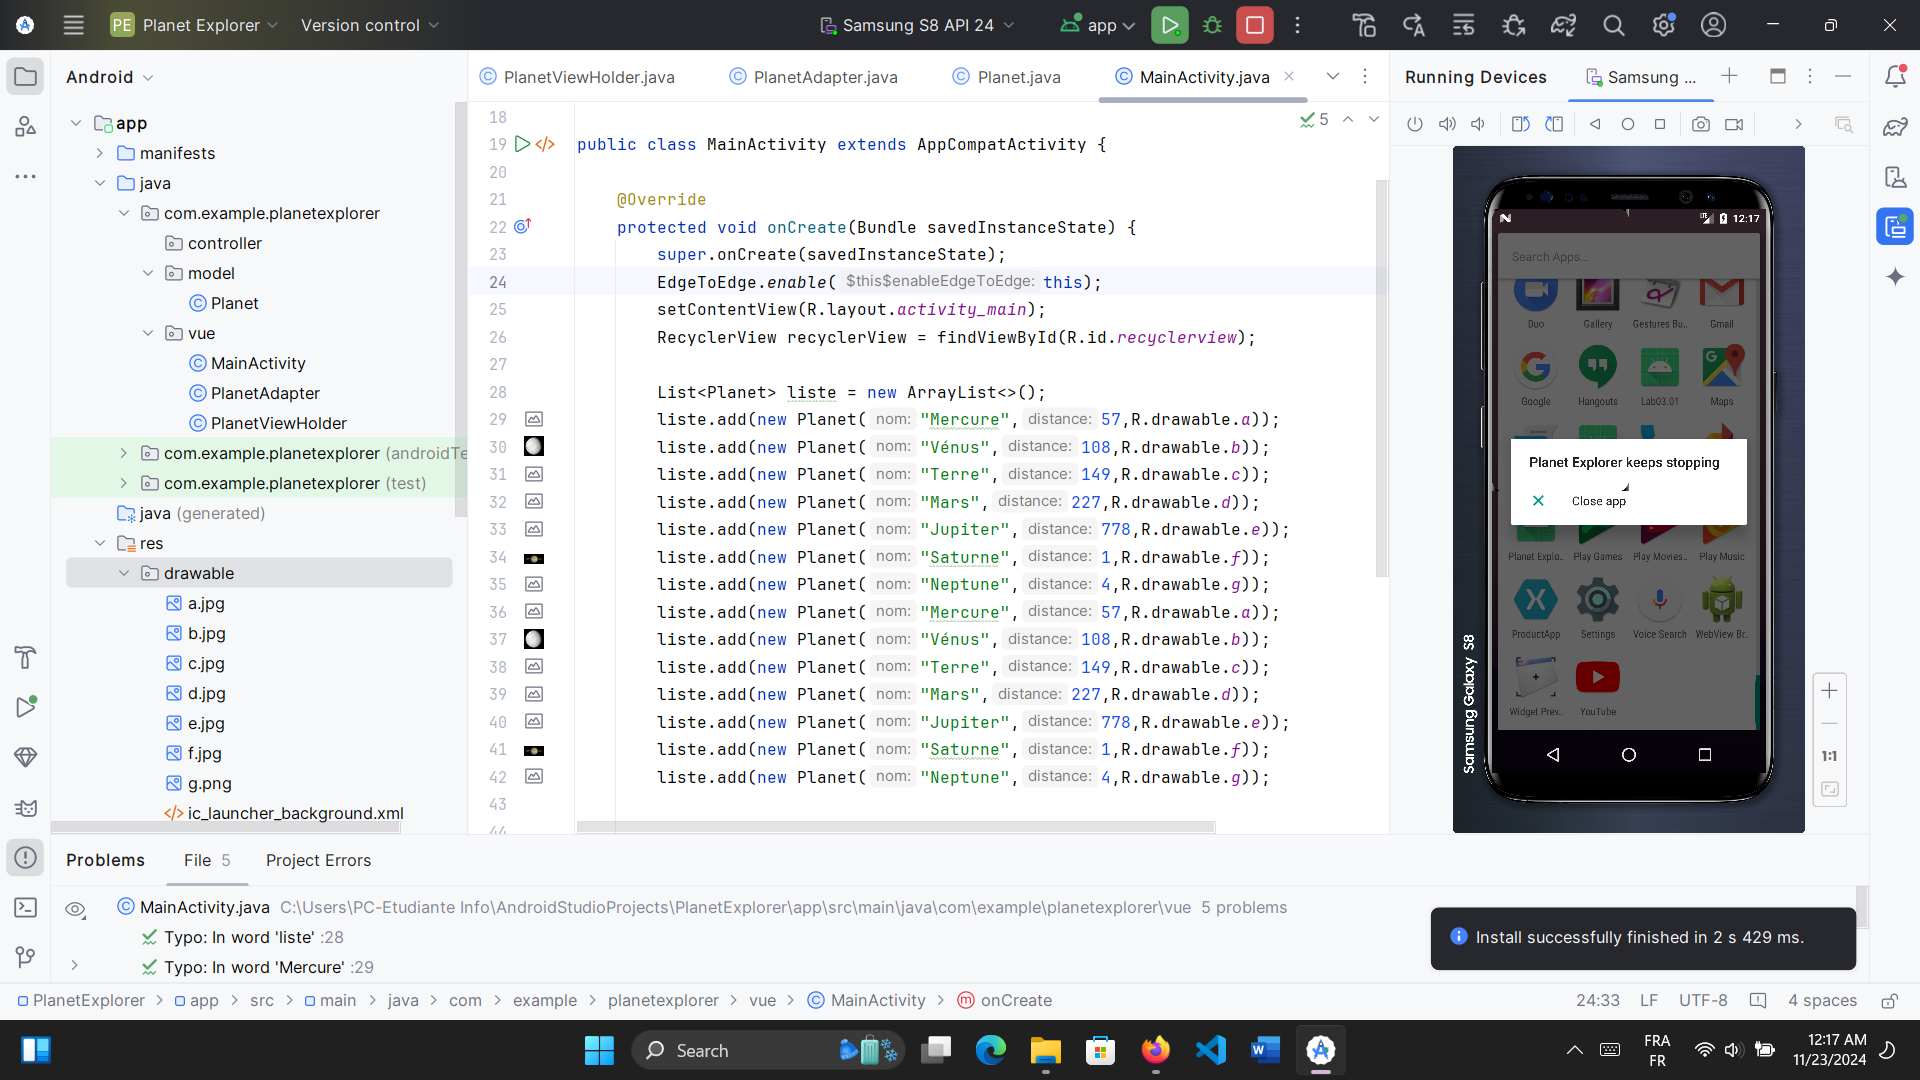 PE Planet Explorer Version control Samsung S8 API 24 app
Android
PlanetViewHolder.java PlanetAdapter.java Planet.java MainActivity.java
Running Devices Samsung ...
app
manifests
java
com.example.planetexplorer
controller
model
Planet
vue
MainActivity
PlanetAdapter
PlanetViewHolder
com.example.planetexplorer (androidTe
com.example.planetexplorer (test)
java (generated)
res
drawable
a.jpg
b.jpg
c.jpg
d.jpg
e.jpg
f.jpg
g.png
ic_launcher_background.xml
5
18
19 public class MainActivity extends AppCompatActivity {
20
21 @Override
22 protected void onCreate(Bundle savedInstanceState) {
23 super.onCreate(savedInstanceState);
24 EdgeToEdge.enable( $this$enableEdgeToEdge: this);
25 setContentView(R.layout.activity_main);
26 RecyclerView recyclerView = findViewById(R.id.recyclerview);
27
28 List<Planet> liste = new ArrayList<>();
29 liste.add(new Planet( nom: "Mercure", distance: 57,R.drawable.a));
30 liste.add(new Planet( nom: "Vénus", distance: 108,R.drawable.b));
31 liste.add(new Planet( nom: "Terre", distance: 149,R.drawable.c));
32 liste.add(new Planet( nom: "Mars", distance: 227,R.drawable.d));
33 liste.add(new Planet( nom: "Jupiter", distance: 778,R.drawable.e));
34 liste.add(new Planet( nom: "Saturne", distance: 1,R.drawable.f));
35 liste.add(new Planet( nom: "Neptune", distance: 4,R.drawable.g));
36 liste.add(new Planet( nom: "Mercure", distance: 57,R.drawable.a));
37 liste.add(new Planet( nom: "Vénus", distance: 108,R.drawable.b));
38 liste.add(new Planet( nom: "Terre", distance: 149,R.drawable.c));
39 liste.add(new Planet( nom: "Mars", distance: 227,R.drawable.d));
40 liste.add(new Planet( nom: "Jupiter", distance: 778,R.drawable.e));
41 liste.add(new Planet( nom: "Saturne", distance: 1,R.drawable.f));
42 liste.add(new Planet( nom: "Neptune", distance: 4,R.drawable.g));
43
44
LTE 12:17
Search Apps...
Duo Gallery Gestures Bu.. Gmail
Google Hangouts Lab03.01 Maps
Planet Explorer keeps stopping
Close app
Planet Explo.. Play Games Play Movies.. Play Music
ProductApp Settings Voice Search WebView Br..
Widget Prev.. YouTube
Samsung Galaxy S8
1:1
Problems File 5 Project Errors
MainActivity.java C:\Users\PC-Etudiante Info\AndroidStudioProjects\PlanetExplorer\app\src\main\java\com\example\planetexplorer\vue 5 problems
Typo: In word 'liste' :28
Typo: In word 'Mercure' :29
Install successfully finished in 2 s 429 ms.
PlanetExplorer > app > src > main > java > com > example > planetexplorer > vue > MainActivity > onCreate
24:33 LF UTF-8 4 spaces
Search
FRA
FR
12:17 AM
11/23/2024